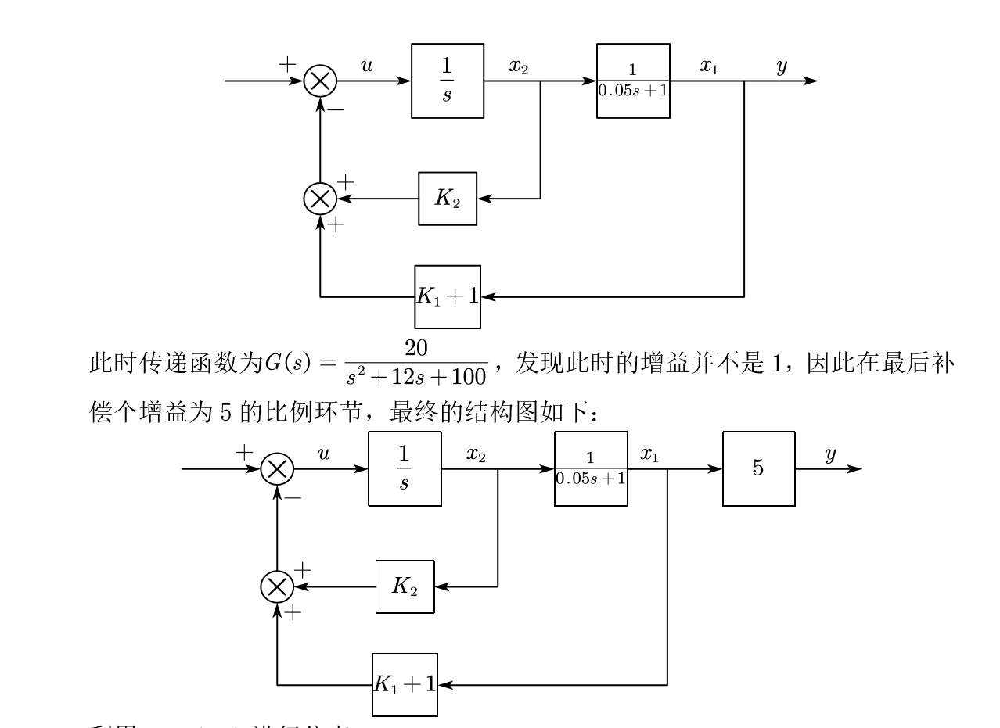 + u 1/s x₂ 1/(0.05s+1) x₁ y
−
+ K₂
+
K₁+1
此时传递函数为G(s) = 20/(s²+12s+100)，发现此时的增益并不是 1，因此在最后补
偿个增益为 5 的比例环节，最终的结构图如下：
+ u 1/s x₂ 1/(0.05s+1) x₁ 5 y
−
+ K₂
+
K₁+1